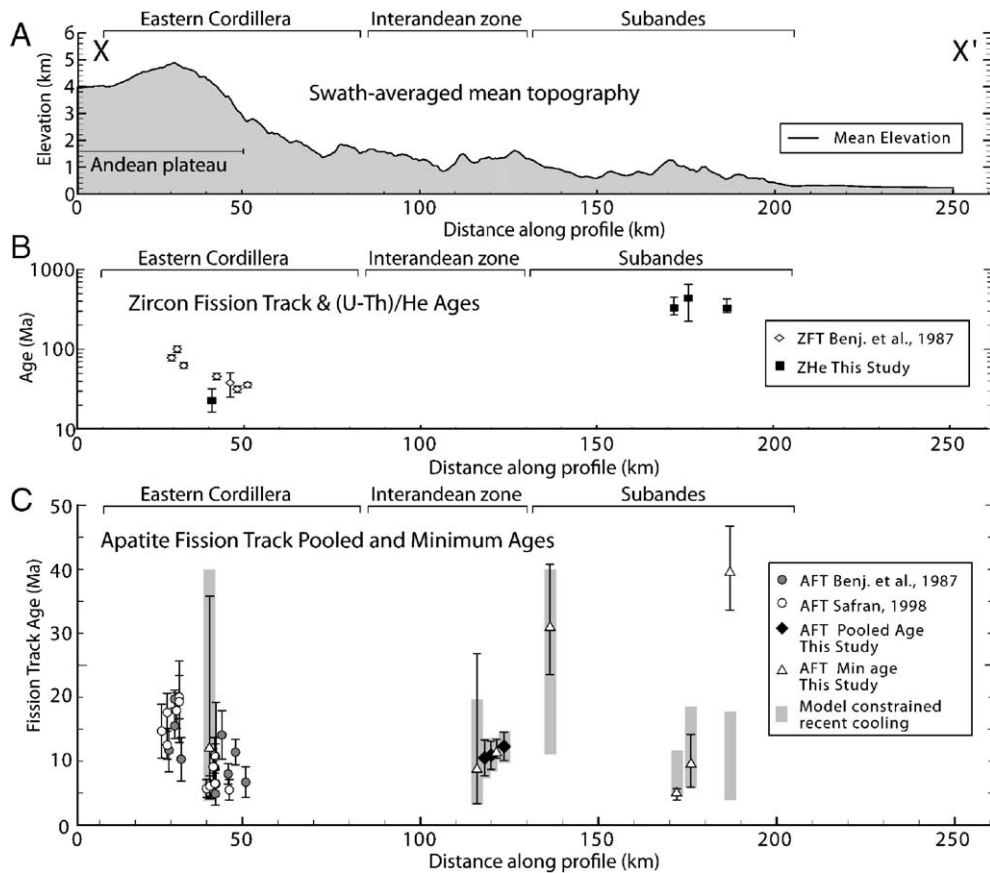 Eastern Cordillera Interandean zone Subandes
A
X X'
Swath-averaged mean topography
Mean Elevation
Andean plateau
Elevation (km)
6
5
4
3
2
1
0
0 50 100 150 200 250
Distance along profile (km)
B
Eastern Cordillera Interandean zone Subandes
Zircon Fission Track & (U-Th)/He Ages
ZFT Benj. et al., 1987
ZHe This Study
Age (Ma)
1000
100
10
0 50 100 150 200 250
Distance along profile (km)
C
Eastern Cordillera Interandean zone Subandes
Apatite Fission Track Pooled and Minimum Ages
AFT Benj. et al., 1987
AFT Safran, 1998
AFT Pooled Age
This Study
AFT Min age
This Study
Model constrained
recent cooling
Fission Track Age (Ma)
50
40
30
20
10
0
0 50 100 150 200 250
Distance along profile (km)